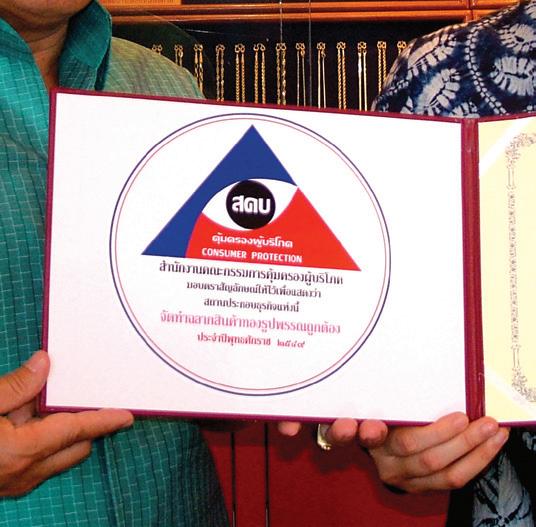 สคบ
คุ้มครองผู้บริโภค
CONSUMER PROTECTION
สำนักงานคณะกรรมการคุ้มครองผู้บริโภค
มอบตราสัญลักษณ์ให้ไว้เพื่อแสดงว่า
สถานประกอบธุรกิจแห่งนี้
จัดทำฉลากสินค้าทองรูปพรรณถูกต้อง
ประจำปีพุทธศักราช ๒๕๔๙